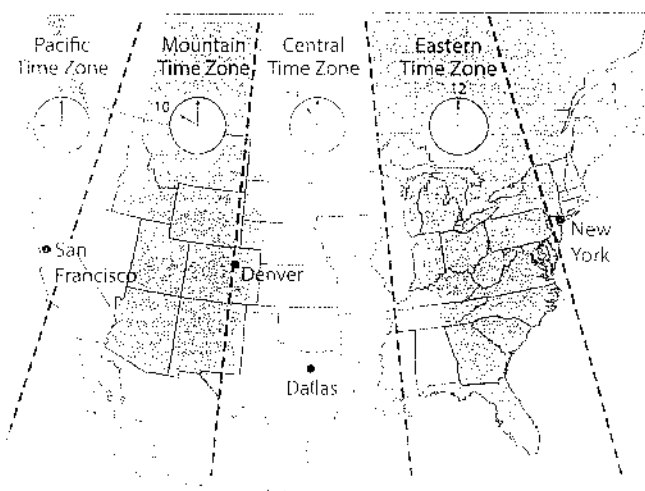 Pacific
Time Zone
Mountain
Time Zone
Central
Time Zone
Eastern
Time Zone
10
12
San
Francisco
Denver
Dallas
New
York